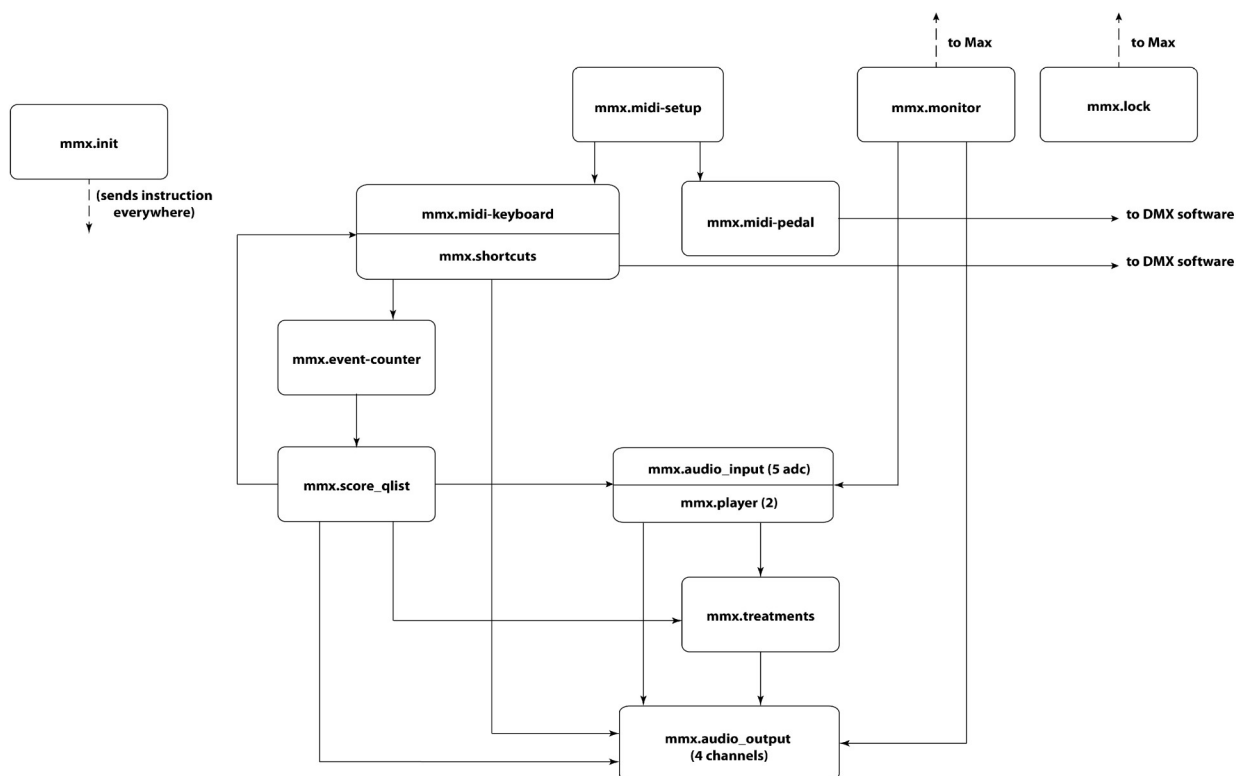 to Max
to Max
mmx.midi-setup
mmx.monitor
mmx.lock
mmx.init
(sends instruction
everywhere)
mmx.midi-keyboard
mmx.midi-pedal
to DMX software
mmx.shortcuts
to DMX software
mmx.event-counter
mmx.audio_input (5 adc)
mmx.score_qlist
mmx.player (2)
mmx.treatments
mmx.audio_output
(4 channels)